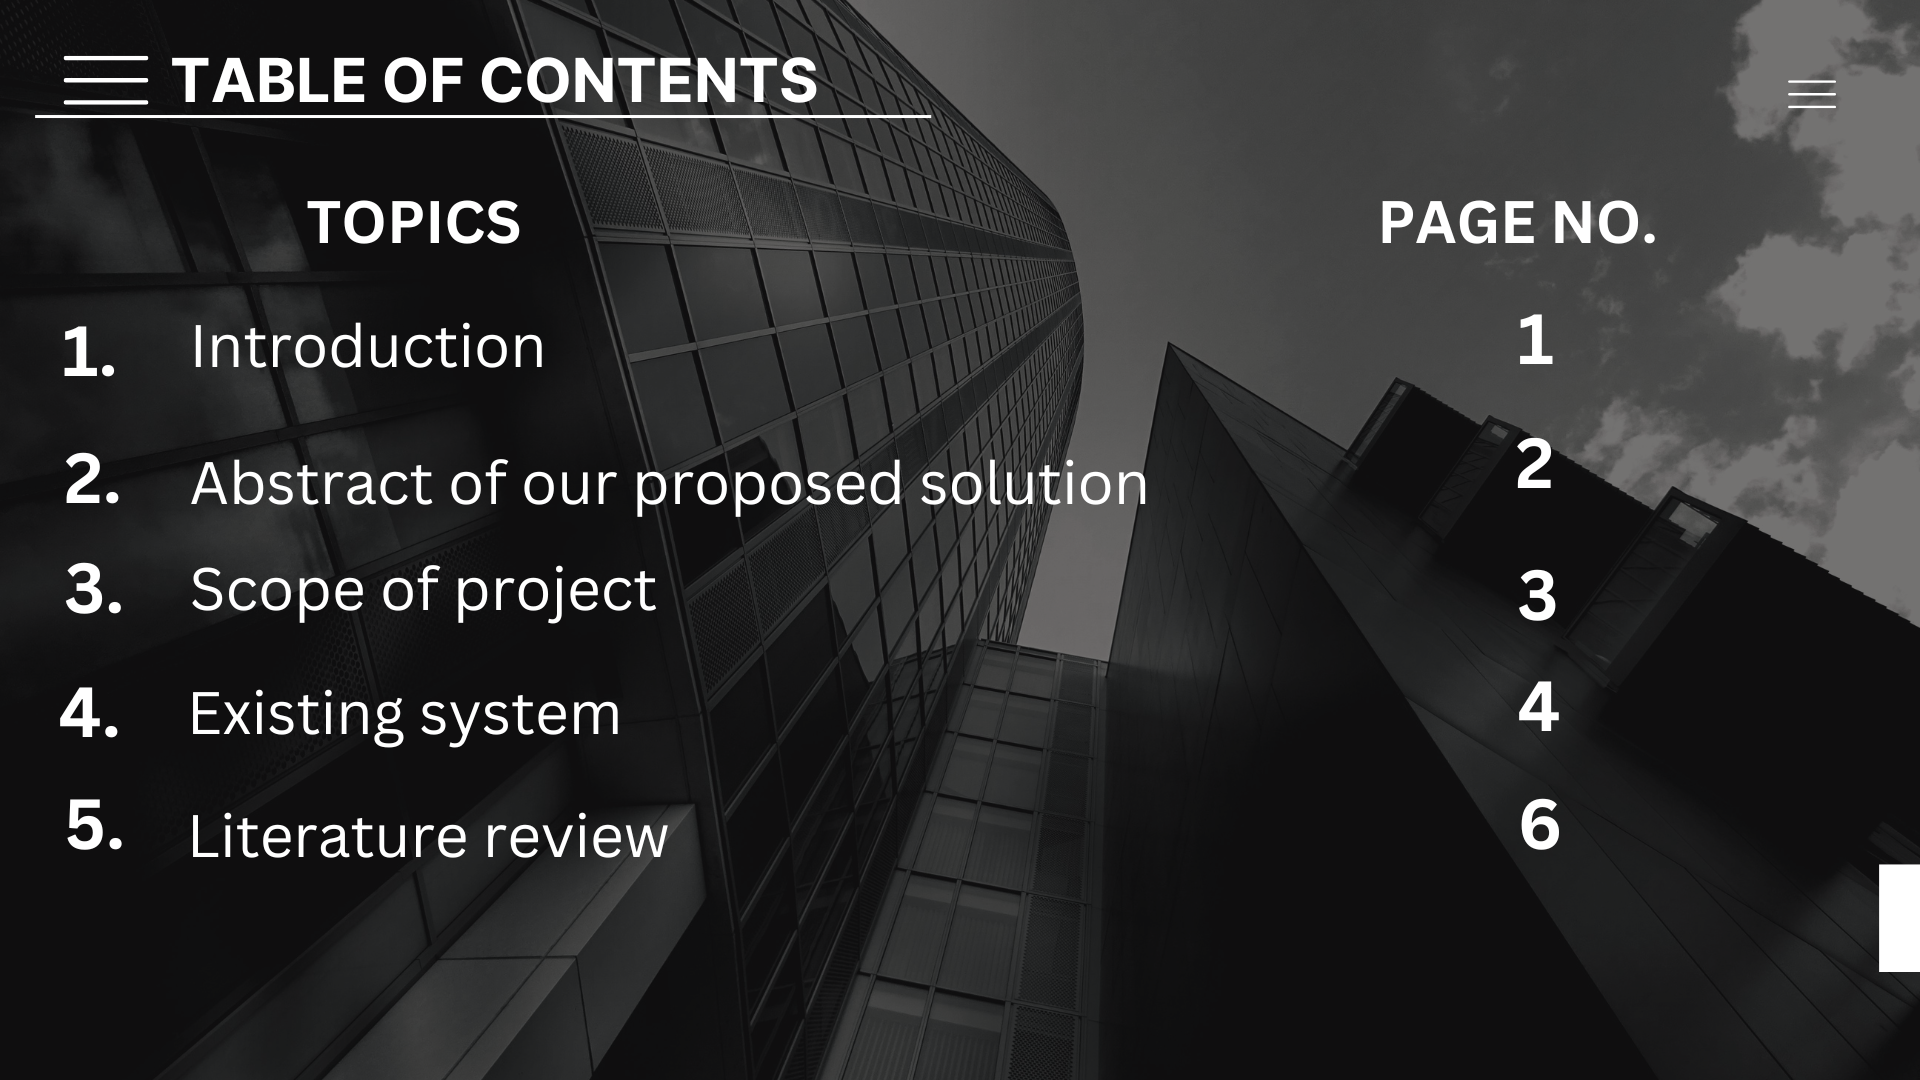 TABLE OF CONTENTS
TOPICS PAGE NO.
1. Introduction 1
2. Abstract of our proposed solution 2
3. Scope of project 3
4. Existing system 4
5. Literature review 6